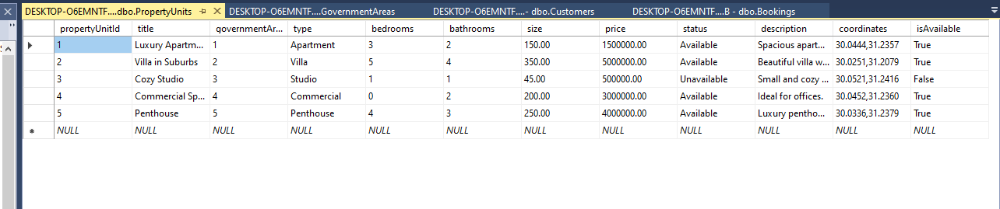 DESKTOP-O6EMNTF....dbo.PropertyUnits DESKTOP-O6EMNTF....GovernmentAreas DESKTOP-O6EMNTF....- dbo.Customers DESKTOP-O6EMNTF....B - dbo.Bookings
propertyUnitId title governmentAr... type bedrooms bathrooms size price status description coordinates isAvailable
1 Luxury Apartm... 1 Apartment 3 2 150.00 1500000.00 Available Spacious apart... 30.0444,31.2357 True
2 Villa in Suburbs 2 Villa 5 4 350.00 5000000.00 Available Beautiful villa w... 30.0251,31.2079 True
3 Cozy Studio 3 Studio 1 1 45.00 500000.00 Unavailable Small and cozy ... 30.0521,31.2416 False
4 Commercial Sp... 4 Commercial 0 2 200.00 3000000.00 Available Ideal for offices. 30.0452,31.2360 True
5 Penthouse 5 Penthouse 4 3 250.00 4000000.00 Available Luxury pentho... 30.0336,31.2379 True
NULL NULL NULL NULL NULL NULL NULL NULL NULL NULL NULL NULL